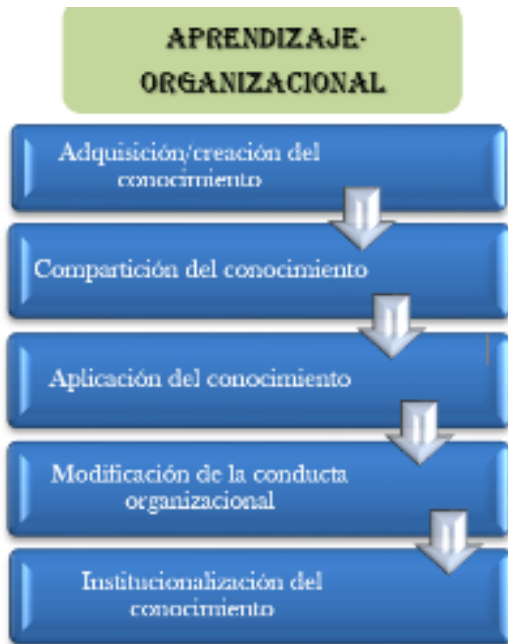 APRENDIZAJE-
ORGANIZACIONAL
Adquisición/creación del
conocimiento
Compartición del conocimiento
Aplicación del conocimiento
Modificación de la conducta
organizacional
Institucionalización del
conocimiento